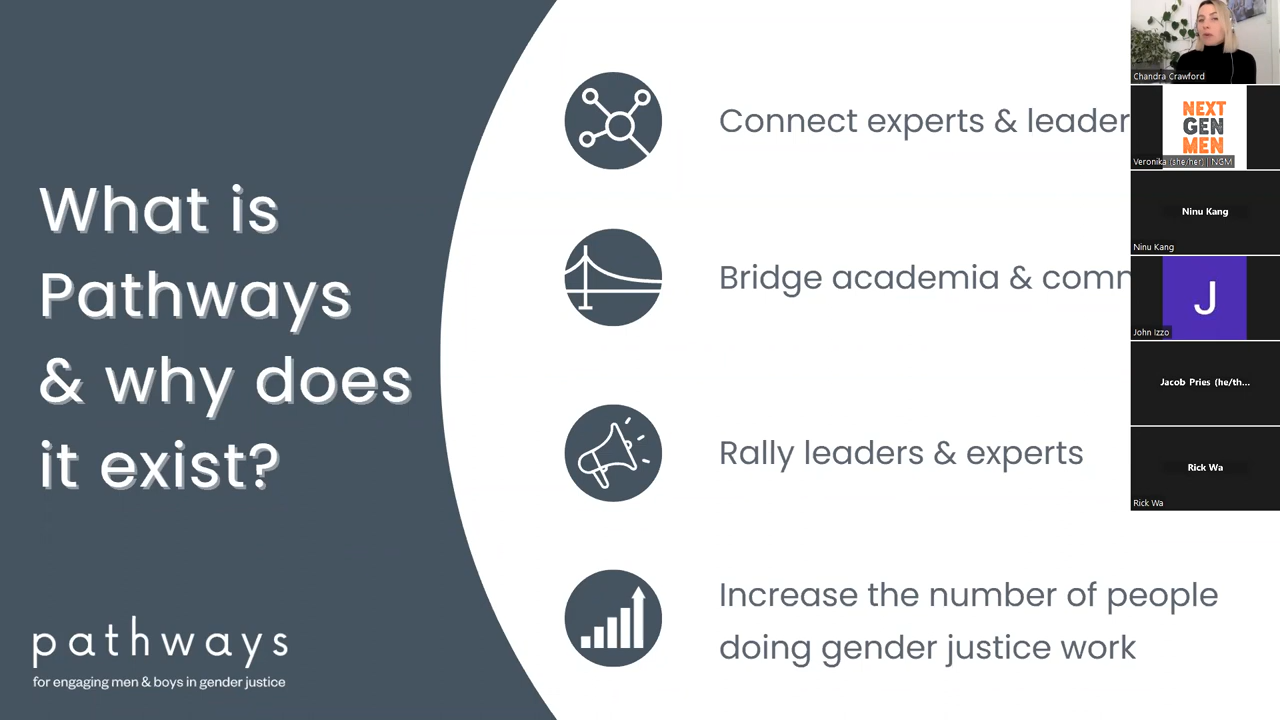 What is
Pathways
& why does
it exist?
pathways
for engaging men & boys in gender justice
Connect experts & leader
Bridge academia &
Rally leaders & experts
Increase the number of people
doing gender justice work
Chandra Crawford
NEXT
GEN
MEN
Veronika (she/her) | NGM
Ninu Kang
Ninu Kang
J
John Izzo
Jacob Pries (he/th...
Rick Wa
Rick Wa